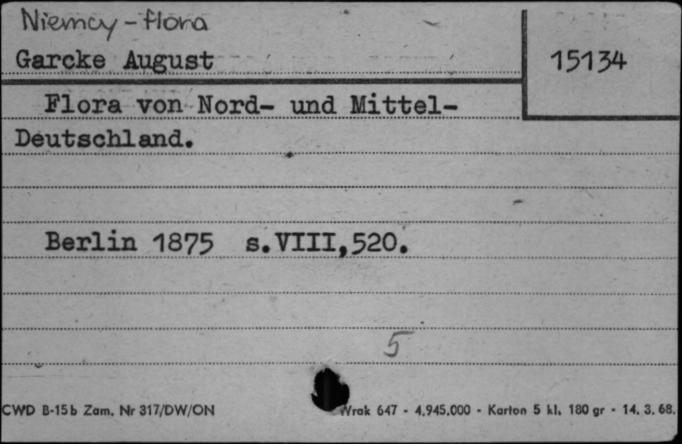 Niemcy - flora
Garcke August
15134
Flora von Nord- und Mittel-
Deutschland.
Berlin 1875 s.VIII,520.
5
CWD B-15b Zam. Nr 317/DW/ON
Wrak 647 - 4.945.000 - Karton 5 kl. 180 gr - 14. 3. 68.